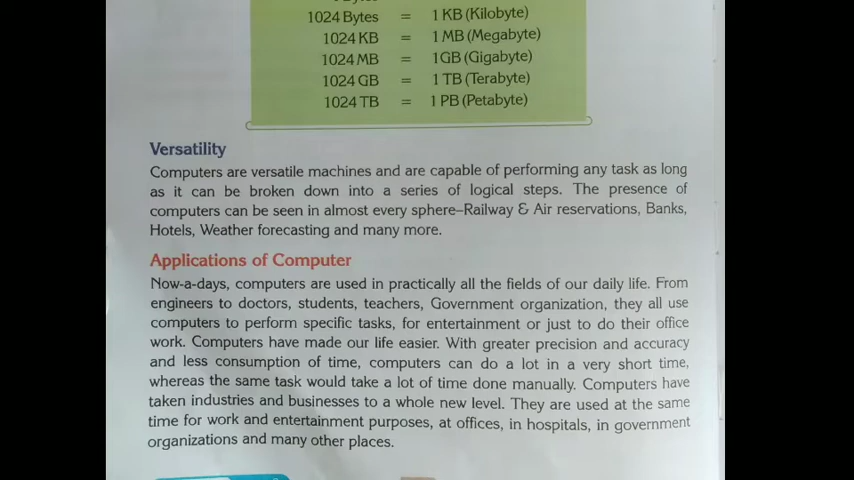 1024 Bytes = 1 KB (Kilobyte)
1024 KB = 1 MB (Megabyte)
1024 MB = 1GB (Gigabyte)
1024 GB = 1 TB (Terabyte)
1024 TB = 1 PB (Petabyte)
Versatility
Computers are versatile machines and are capable of performing any task as long
as it can be broken down into a series of logical steps. The presence of
computers can be seen in almost every sphere–Railway & Air reservations, Banks,
Hotels, Weather forecasting and many more.
Applications of Computer
Now-a-days, computers are used in practically all the fields of our daily life. From
engineers to doctors, students, teachers, Government organization, they all use
computers to perform specific tasks, for entertainment or just to do their office
work. Computers have made our life easier. With greater precision and accuracy
and less consumption of time, computers can do a lot in a very short time,
whereas the same task would take a lot of time done manually. Computers have
taken industries and businesses to a whole new level. They are used at the same
time for work and entertainment purposes, at offices, in hospitals, in government
organizations and many other places.